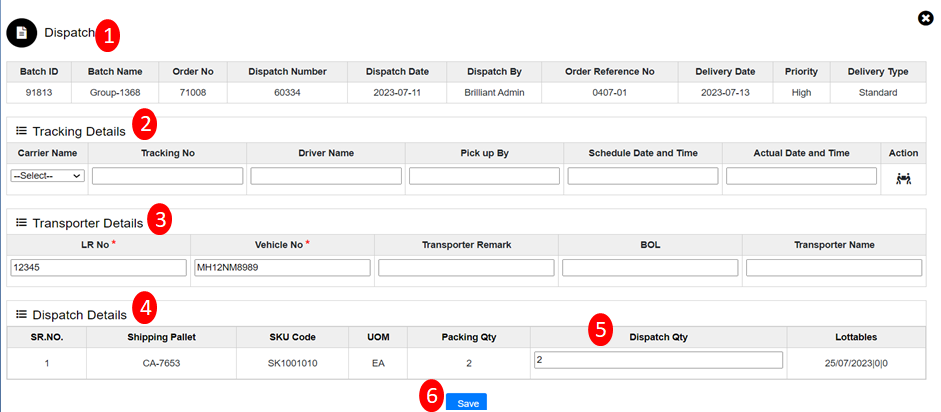 Dispatch 1
Batch ID Batch Name Order No Dispatch Number Dispatch Date Dispatch By Order Reference No Delivery Date Priority Delivery Type
91813 Group-1368 71008 60334 2023-07-11 Brilliant Admin 0407-01 2023-07-13 High Standard
Tracking Details 2
Carrier Name Tracking No Driver Name Pick up By Schedule Date and Time Actual Date and Time Action
--Select--
Transporter Details 3
LR No * Vehicle No * Transporter Remark BOL Transporter Name
12345 MH12NM8989
Dispatch Details 4
SR.NO. Shipping Pallet SKU Code UOM Packing Qty 5 Dispatch Qty Lottables
1 CA-7653 SK1001010 EA 2 2 25/07/2023|0|0
6 Save